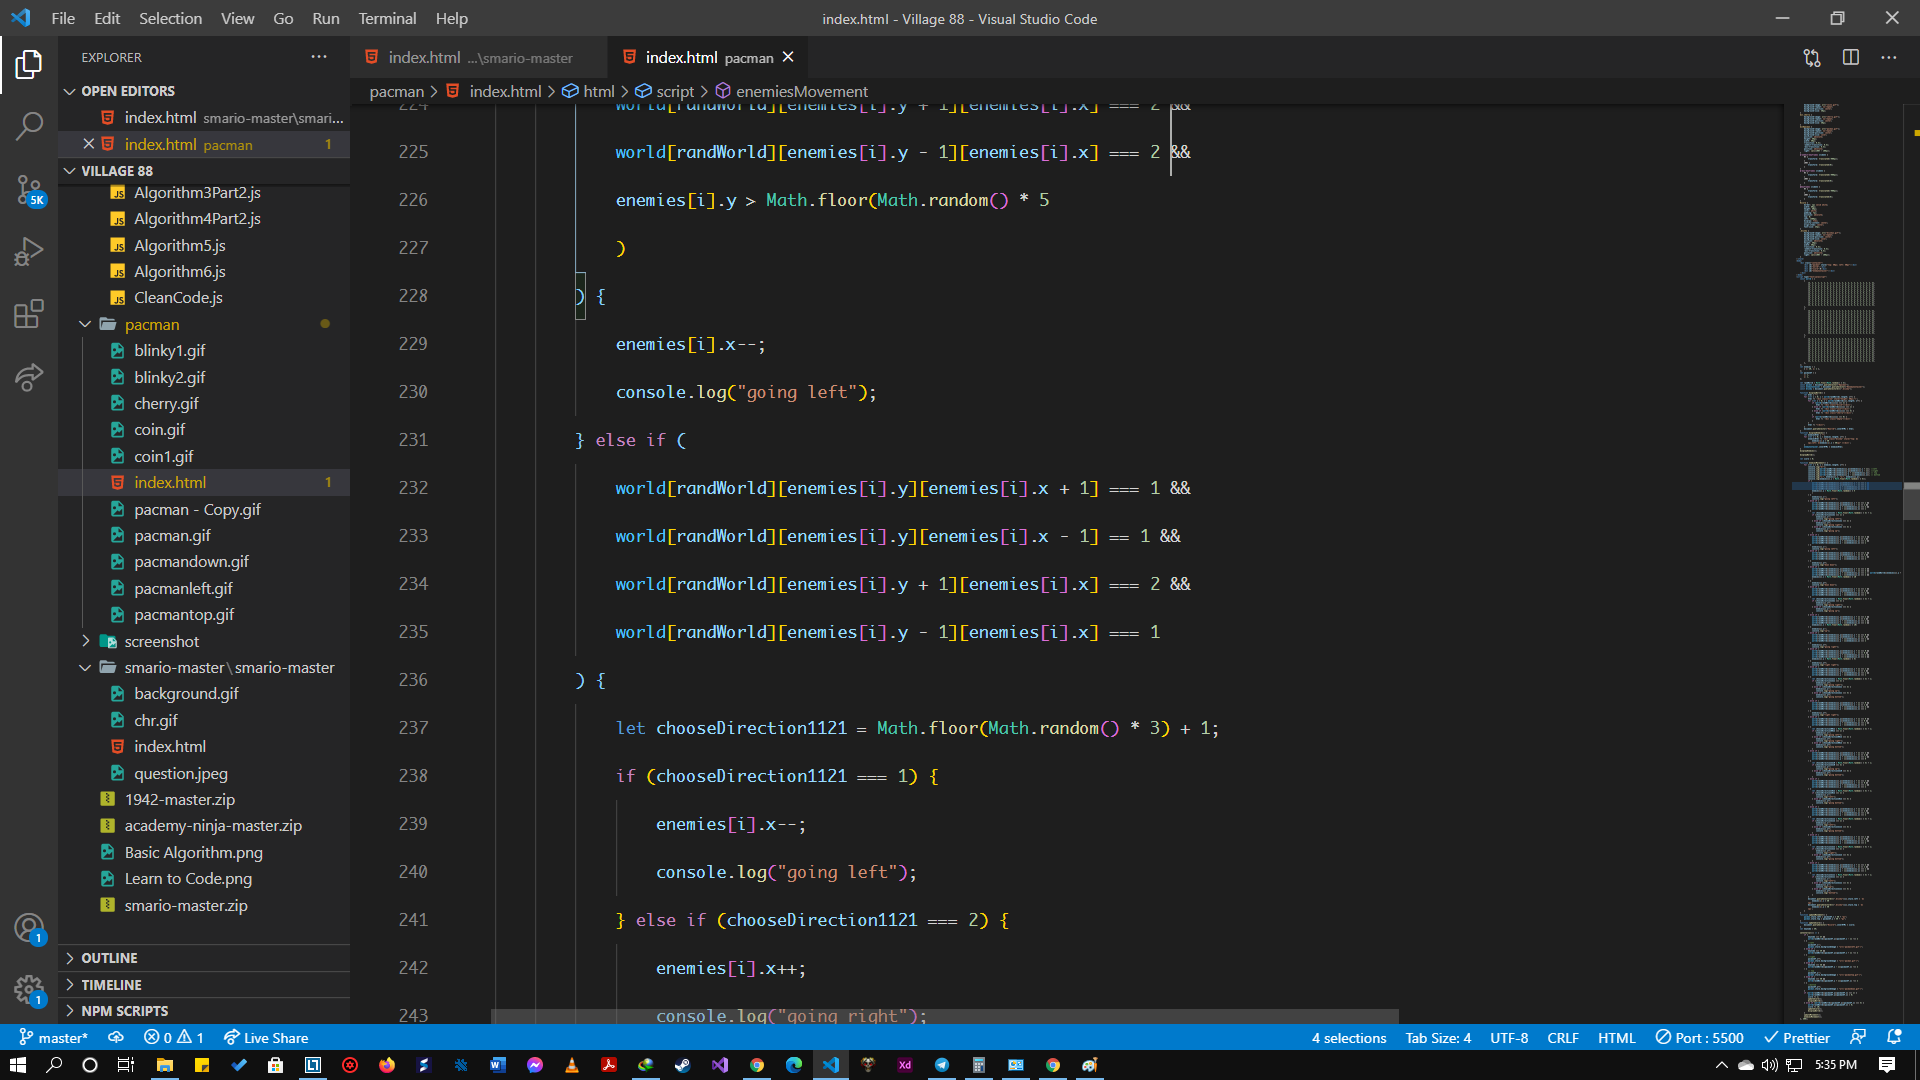 File Edit Selection View Go Run Terminal Help
index.html - Village 88 - Visual Studio Code
EXPLORER
OPEN EDITORS
index.html smario-master\smari...
index.html pacman 1
VILLAGE 88
Algorithm3Part2.js
Algorithm4Part2.js
Algorithm5.js
Algorithm6.js
CleanCode.js
pacman
blinky1.gif
blinky2.gif
cherry.gif
coin.gif
coin1.gif
index.html 1
pacman - Copy.gif
pacman.gif
pacmandown.gif
pacmanleft.gif
pacmantop.gif
screenshot
smario-master\smario-master
background.gif
chr.gif
index.html
question.jpeg
1942-master.zip
academy-ninja-master.zip
Basic Algorithm.png
Learn to Code.png
smario-master.zip
OUTLINE
TIMELINE
NPM SCRIPTS
5K
1
1
index.html ...\smario-master
index.html pacman
pacman > index.html > html > script > enemiesMovement
224 world[randWorld][enemies[i].y + 1][enemies[i].x] === 2 &&
225 world[randWorld][enemies[i].y - 1][enemies[i].x] === 2 &&
226 enemies[i].y > Math.floor(Math.random() * 5
227 )
228 ) {
229 enemies[i].x--;
230 console.log("going left");
231 } else if (
232 world[randWorld][enemies[i].y][enemies[i].x + 1] === 1 &&
233 world[randWorld][enemies[i].y][enemies[i].x - 1] == 1 &&
234 world[randWorld][enemies[i].y + 1][enemies[i].x] === 2 &&
235 world[randWorld][enemies[i].y - 1][enemies[i].x] === 1
236 ) {
237 let chooseDirection1121 = Math.floor(Math.random() * 3) + 1;
238 if (chooseDirection1121 === 1) {
239 enemies[i].x--;
240 console.log("going left");
241 } else if (chooseDirection1121 === 2) {
242 enemies[i].x++;
243 console.log("going right");
master* 0 1 Live Share
4 selections Tab Size: 4 UTF-8 CRLF HTML Port : 5500 Prettier
5:35 PM